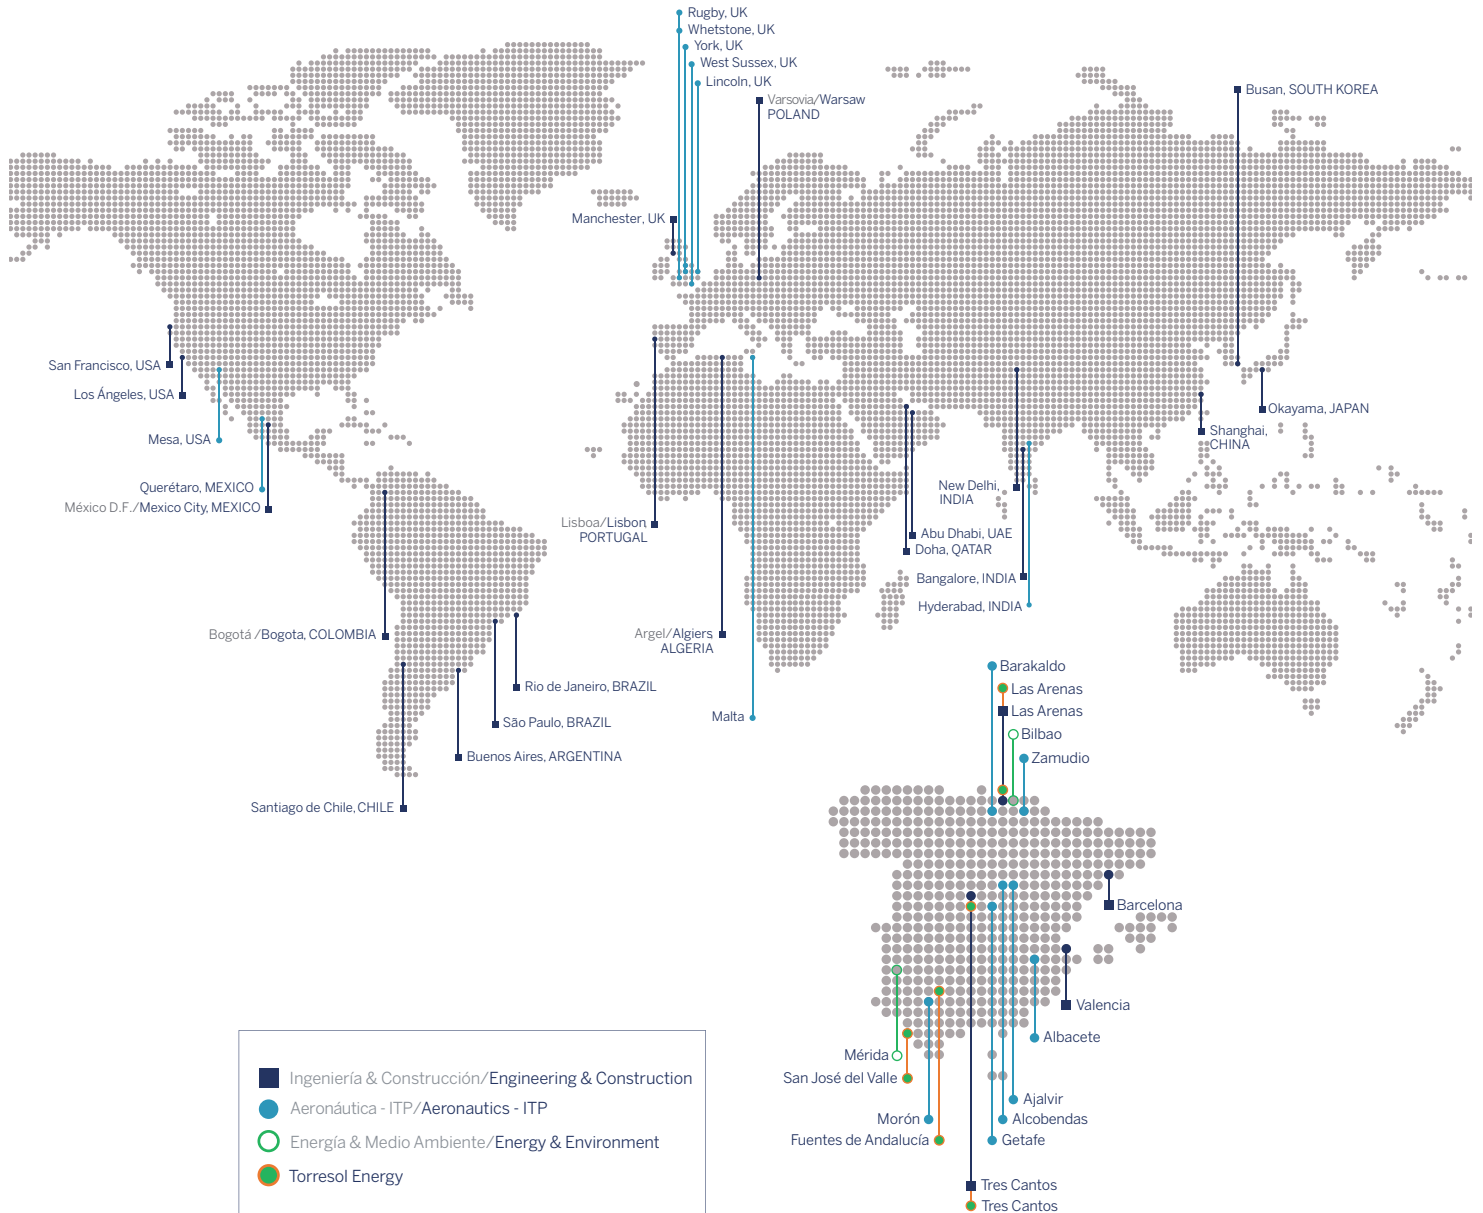 Rugby, UK
Whetstone, UK
York, UK
West Sussex, UK
Lincoln, UK
Varsovia/Warsaw
POLAND
Busan, SOUTH KOREA
Manchester, UK
San Francisco, USA
Los Ángeles, USA
Mesa, USA
Querétaro, MEXICO
México D.F./Mexico City, MEXICO
Okayama, JAPAN
Shanghai,
CHINA
New Delhi,
INDIA
Lisboa/Lisbon,
PORTUGAL
Abu Dhabi, UAE
Doha, QATAR
Bangalore, INDIA
Hyderabad, INDIA
Bogotá /Bogota, COLOMBIA
Argel/Algiers,
ALGERIA
Rio de Janeiro, BRAZIL
São Paulo, BRAZIL
Malta
Buenos Aires, ARGENTINA
Santiago de Chile, CHILE
Barakaldo
Las Arenas
Las Arenas
Bilbao
Zamudio
Barcelona
Valencia
Albacete
Mérida
San José del Valle
Ajalvir
Morón
Alcobendas
Fuentes de Andalucía
Getafe
Tres Cantos
Tres Cantos
Ingeniería & Construcción/Engineering & Construction
Aeronáutica - ITP/Aeronautics - ITP
Energía & Medio Ambiente/Energy & Environment
Torresol Energy